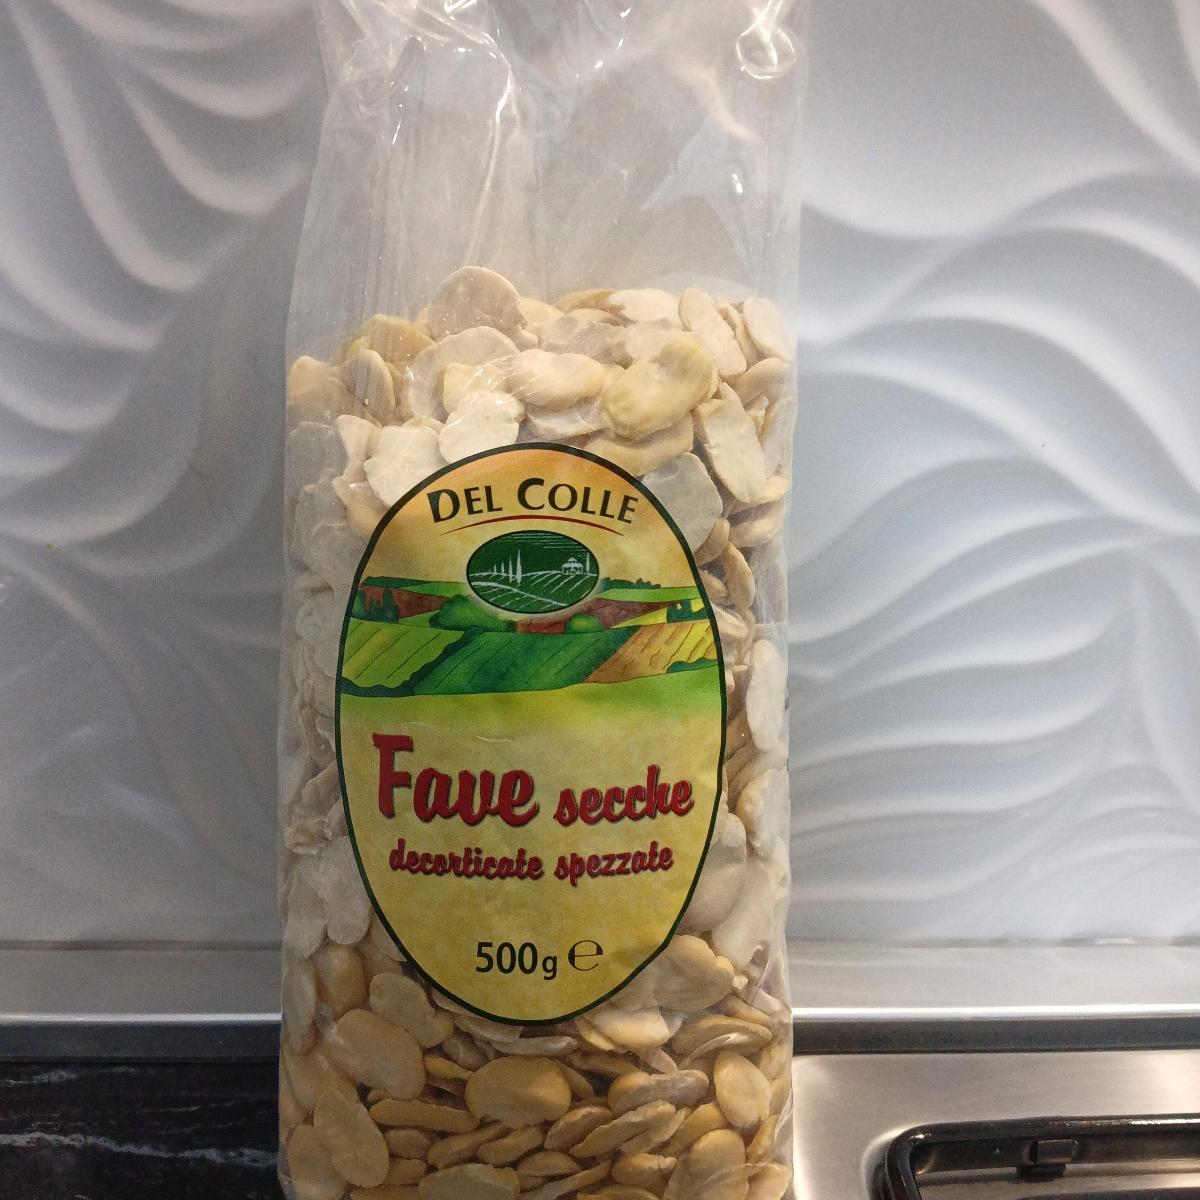 DEL COLLE
Fave secche
decorticate spezzate
500g ℮